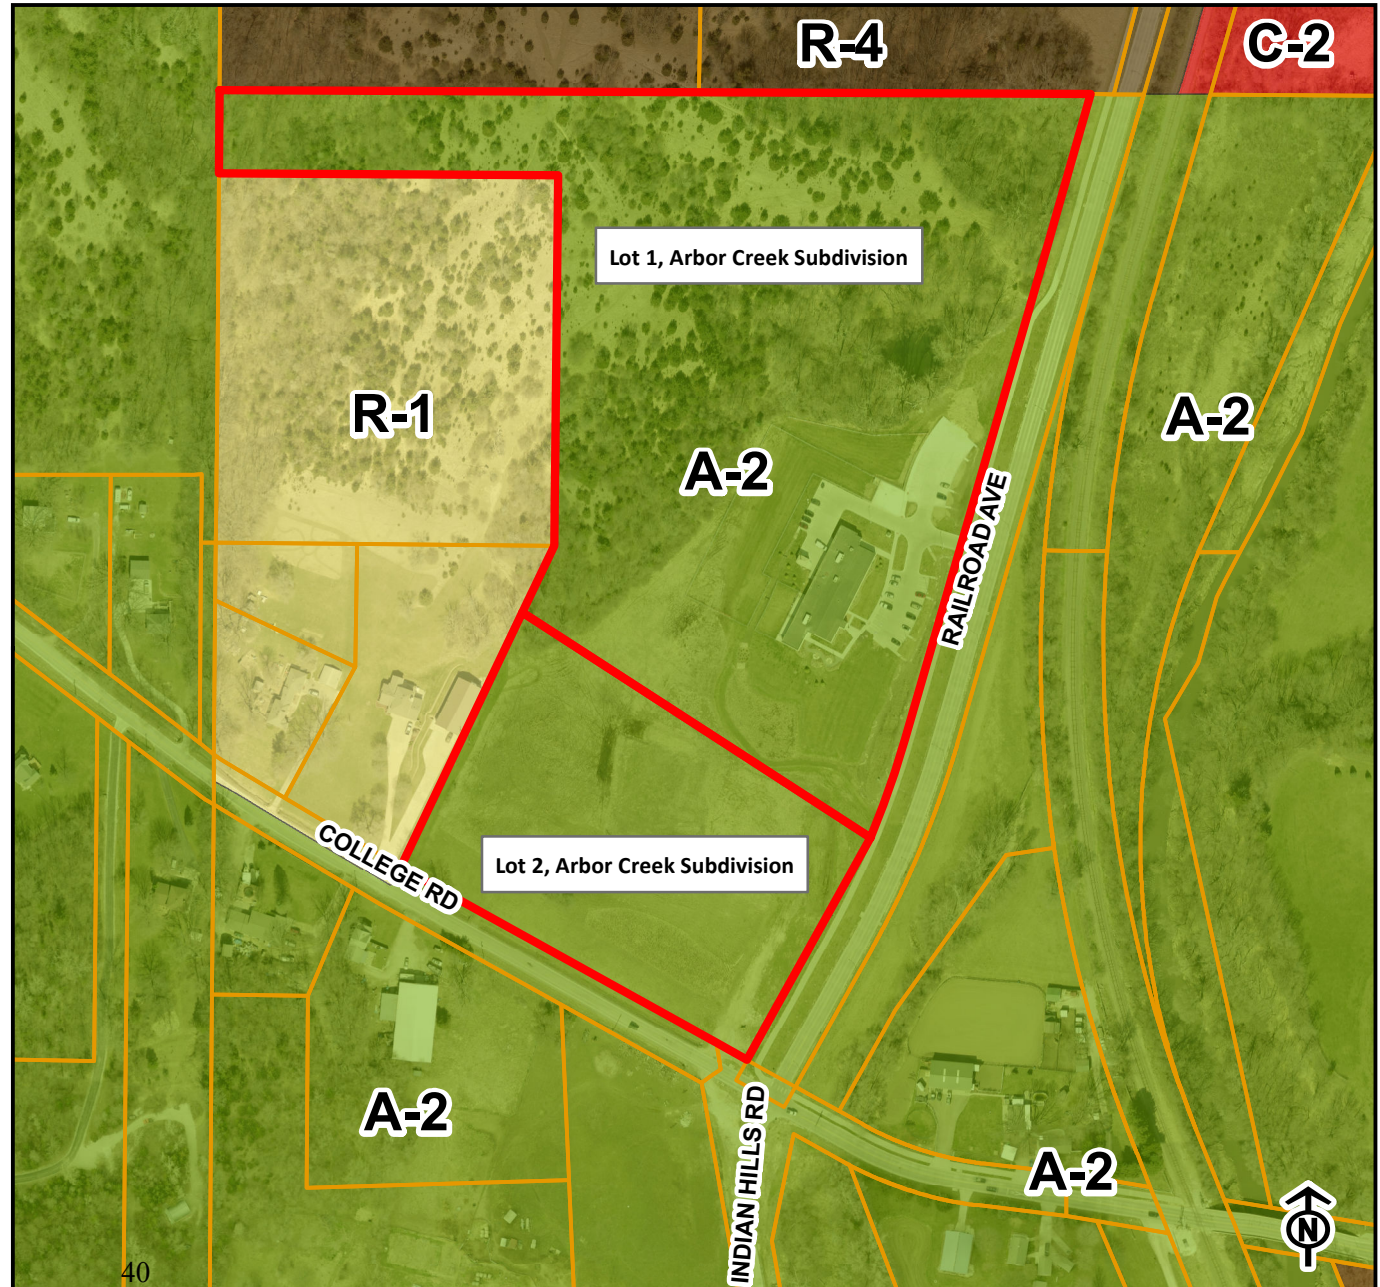 R-4
C-2
Lot 1, Arbor Creek Subdivision
R-1
A-2
A-2
RAILROAD AVE
COLLEGE RD
Lot 2, Arbor Creek Subdivision
A-2
INDIAN HILLS RD
A-2
N
40